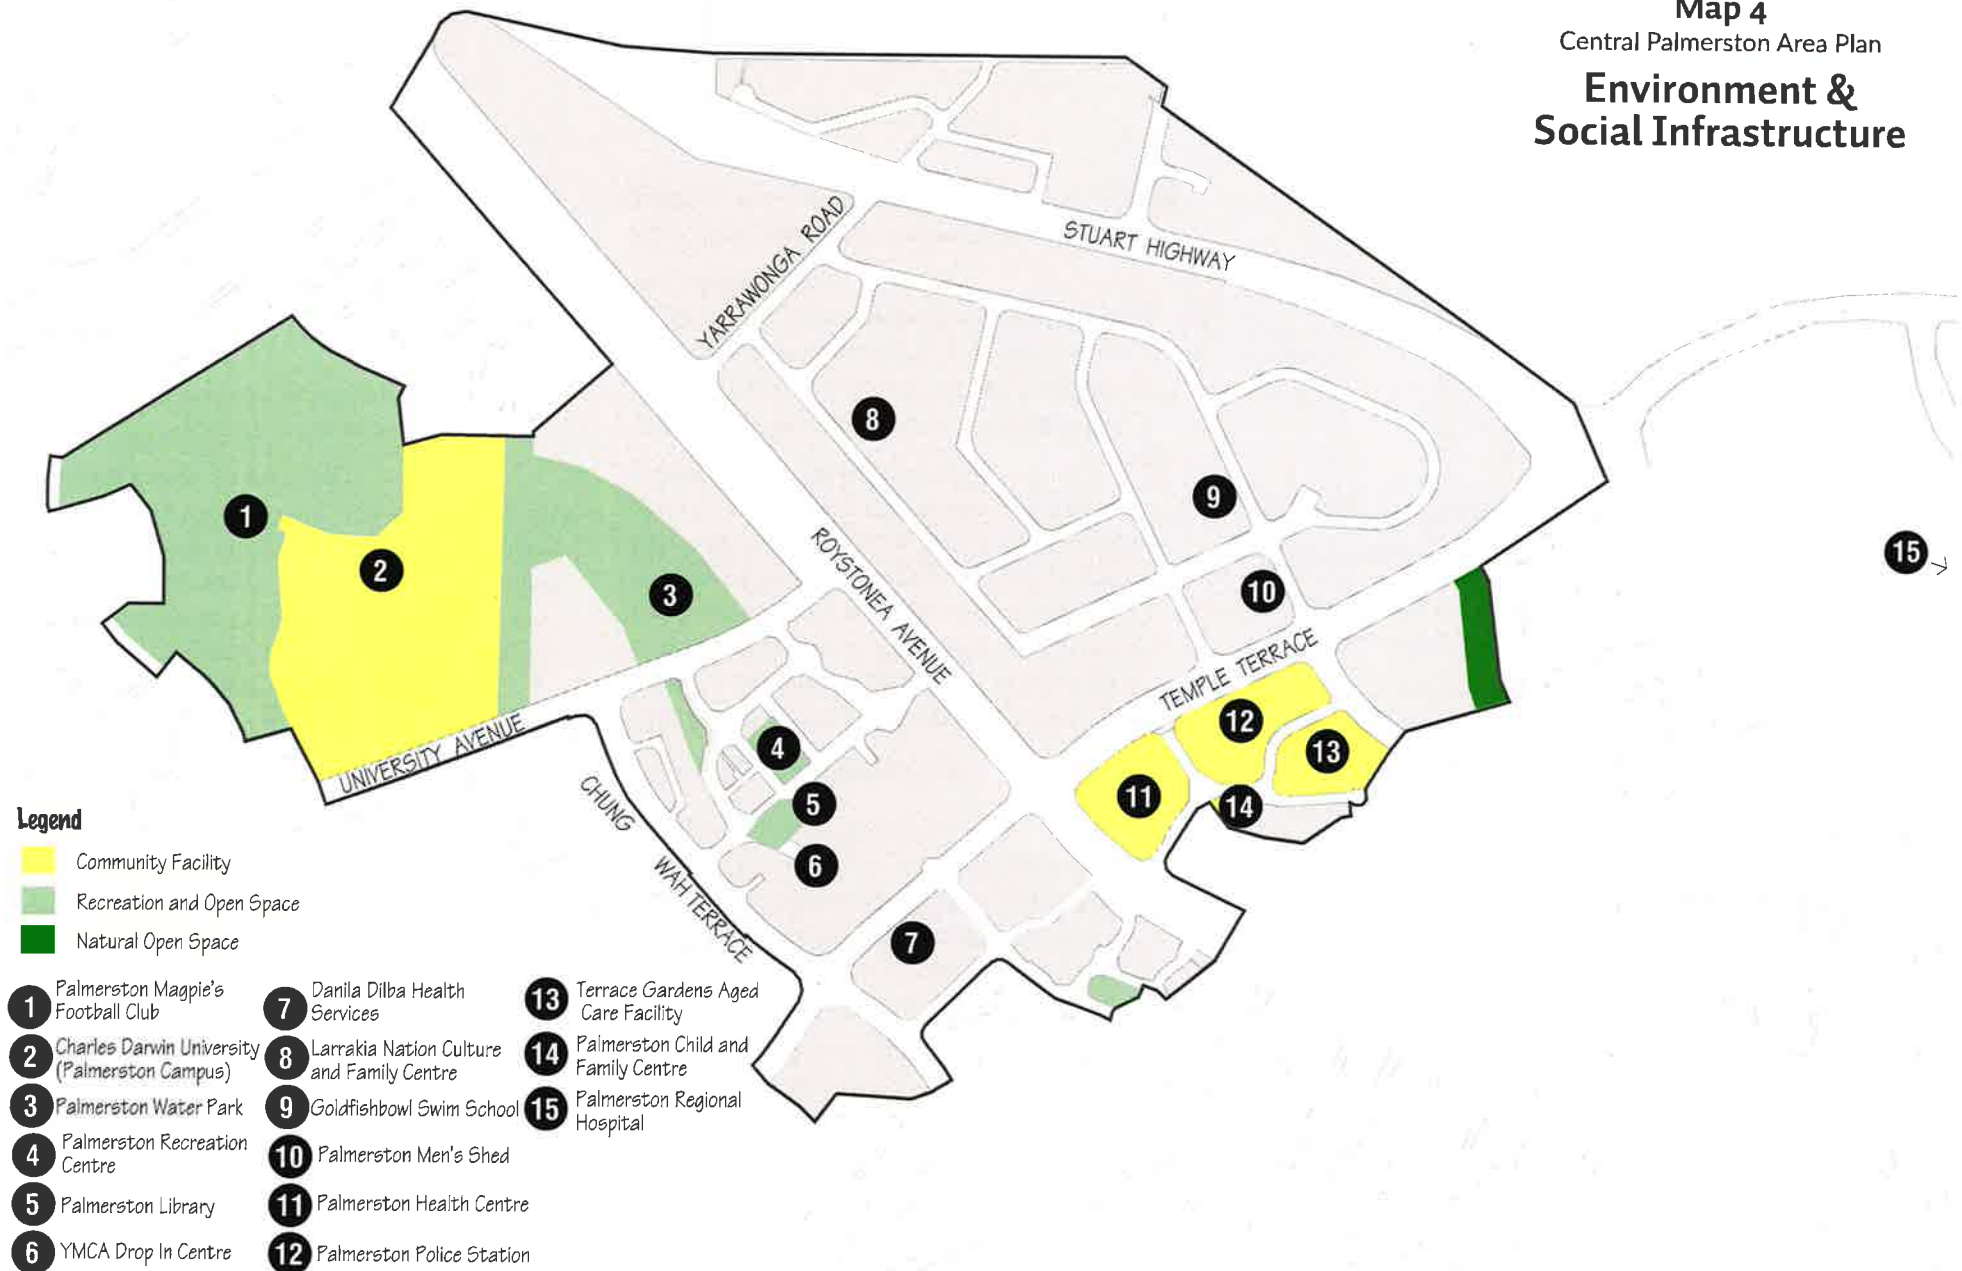 Map 4
Central Palmerston Area Plan
Environment &
Social Infrastructure
STUART HIGHWAY
YARRAWONGA ROAD
ROYSTONEA AVENUE
TEMPLE TERRACE
UNIVERSITY AVENUE
CHUNG
WAH TERRACE
1
2
3
4
5
6
7
8
9
10
11
12
13
14
15
Legend
Community Facility
Recreation and Open Space
Natural Open Space
1 Palmerston Magpie's
Football Club
2 Charles Darwin University
(Palmerston Campus)
3 Palmerston Water Park
4 Palmerston Recreation
Centre
5 Palmerston Library
6 YMCA Drop In Centre
7 Danila Dilba Health
Services
8 Larrakia Nation Culture
and Family Centre
9 Goldfishbowl Swim School
10 Palmerston Men's Shed
11 Palmerston Health Centre
12 Palmerston Police Station
13 Terrace Gardens Aged
Care Facility
14 Palmerston Child and
Family Centre
15 Palmerston Regional
Hospital